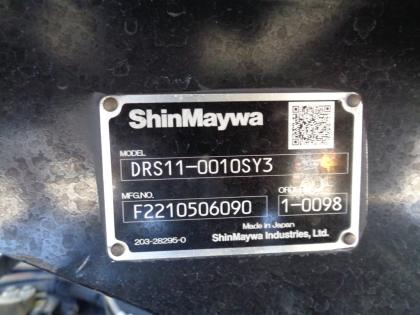 ShinMaywa
MODEL
DRS11-0010SY3
MFG.NO.
F2210506090
1-0098
Made in Japan
203-28295-0
ShinMaywa Industries, Ltd.